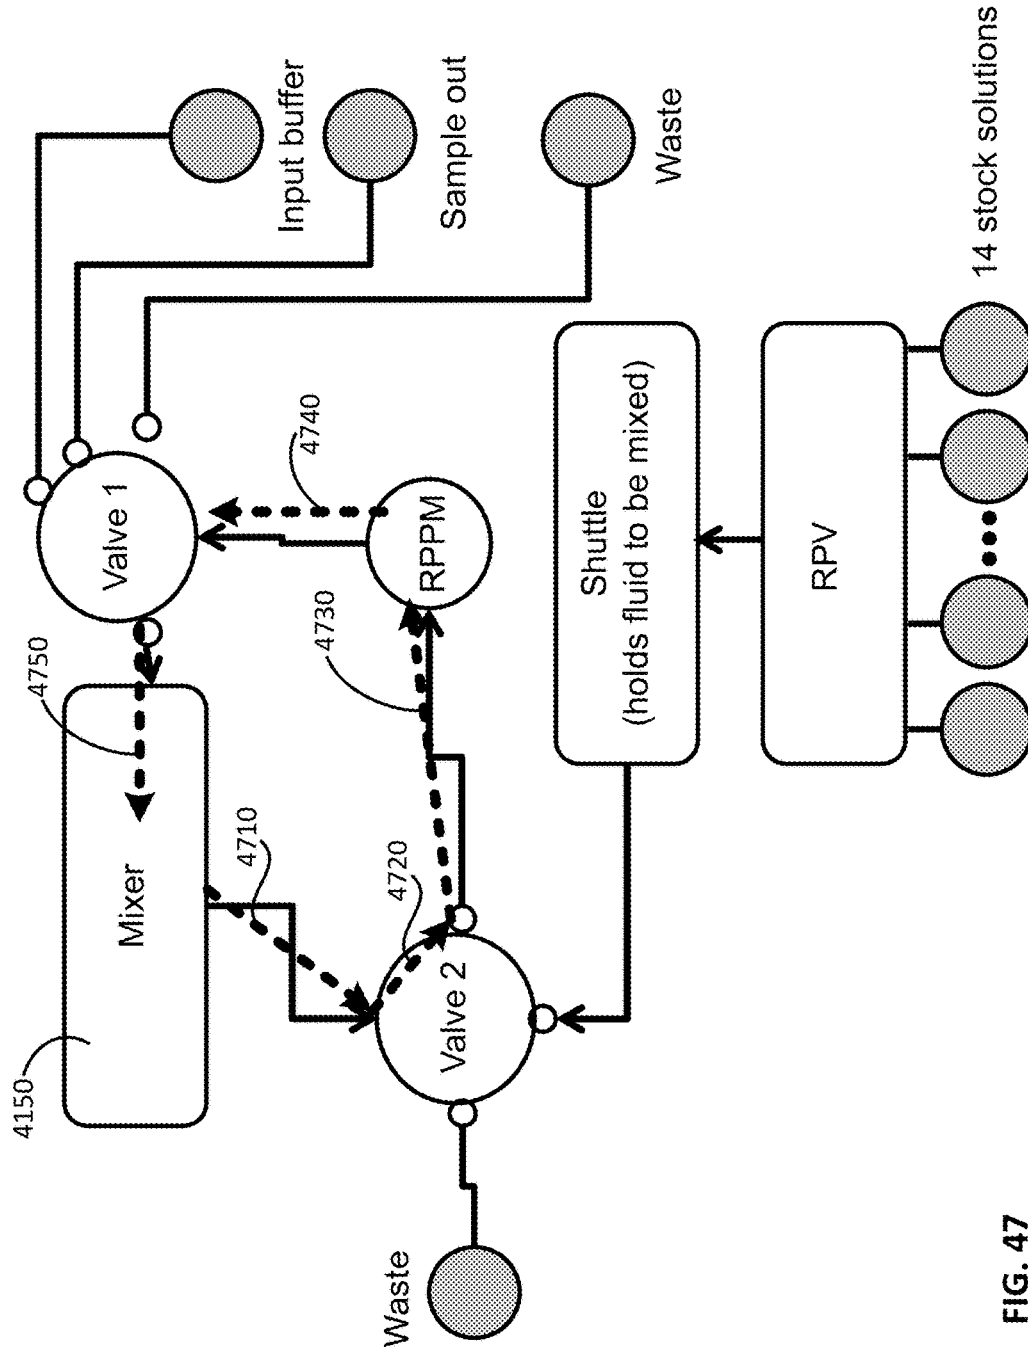 4150
Mixer
4750
Valve 1
Input buffer
Sample out
Waste
4710
4720
4730
4740
RPPM
Valve 2
Waste
Shuttle
(holds fluid to be mixed)
RPV
14 stock solutions
FIG. 47